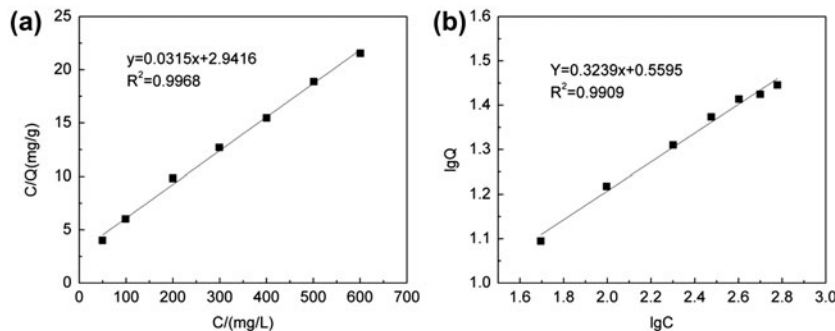 (a)
25
20
15
10
5
0
C/Q(mg/g)
y=0.0315x+2.9416
R²=0.9968
100 200 300 400 500 600 700
C/(mg/L)
(b)
1.6
1.5
1.4
1.3
1.2
1.1
1.0
lgQ
Y=0.3239x+0.5595
R²=0.9909
1.6 1.8 2.0 2.2 2.4 2.6 2.8 3.0
lgC